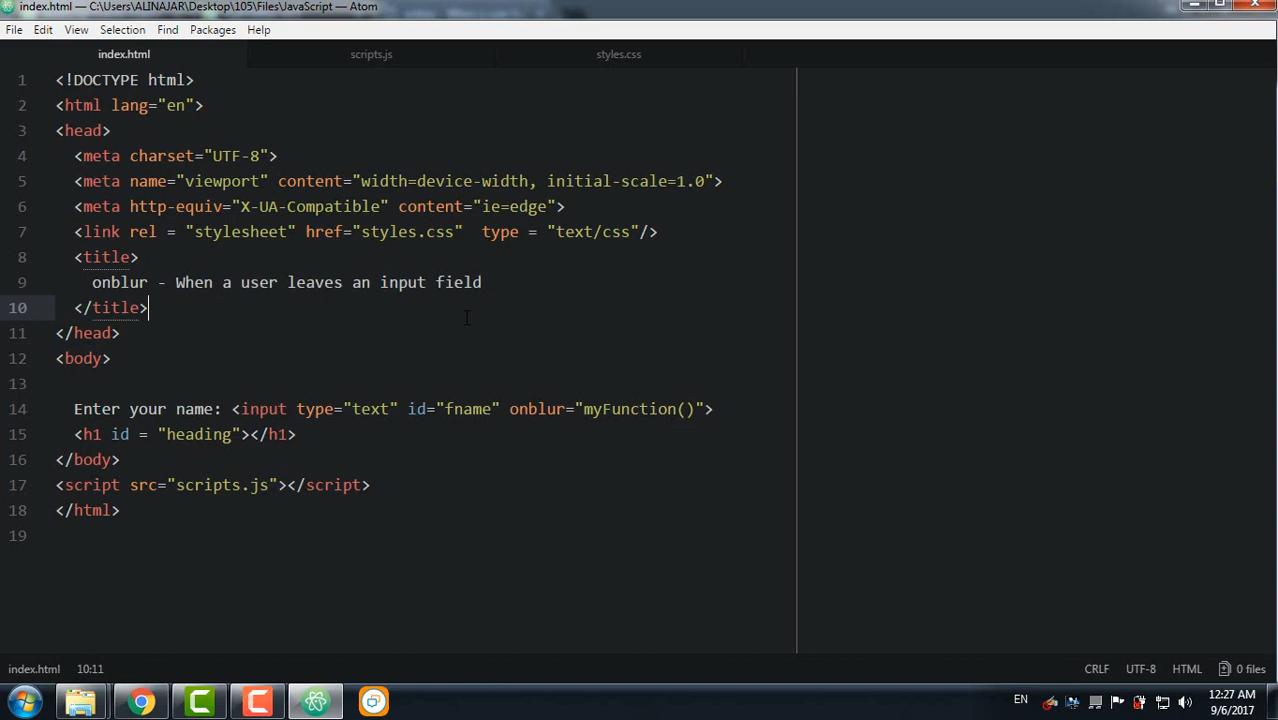 index.html — C:\Users\ALINAJAR\Desktop\105\Files\JavaScript — Atom
File Edit View Selection Find Packages Help
index.html scripts.js styles.css
1 <!DOCTYPE html>
2 <html lang="en">
3 <head>
4 <meta charset="UTF-8">
5 <meta name="viewport" content="width=device-width, initial-scale=1.0">
6 <meta http-equiv="X-UA-Compatible" content="ie=edge">
7 <link rel = "stylesheet" href="styles.css"  type = "text/css"/>
8 <title>
9 onblur - When a user leaves an input field
10 </title>
11 </head>
12 <body>
13
14 Enter your name: <input type="text" id="fname" onblur="myFunction()">
15 <h1 id = "heading"></h1>
16 </body>
17 <script src="scripts.js"></script>
18 </html>
19
index.html 10:11 CRLF UTF-8 HTML 0 files
EN 12:27 AM
9/6/2017